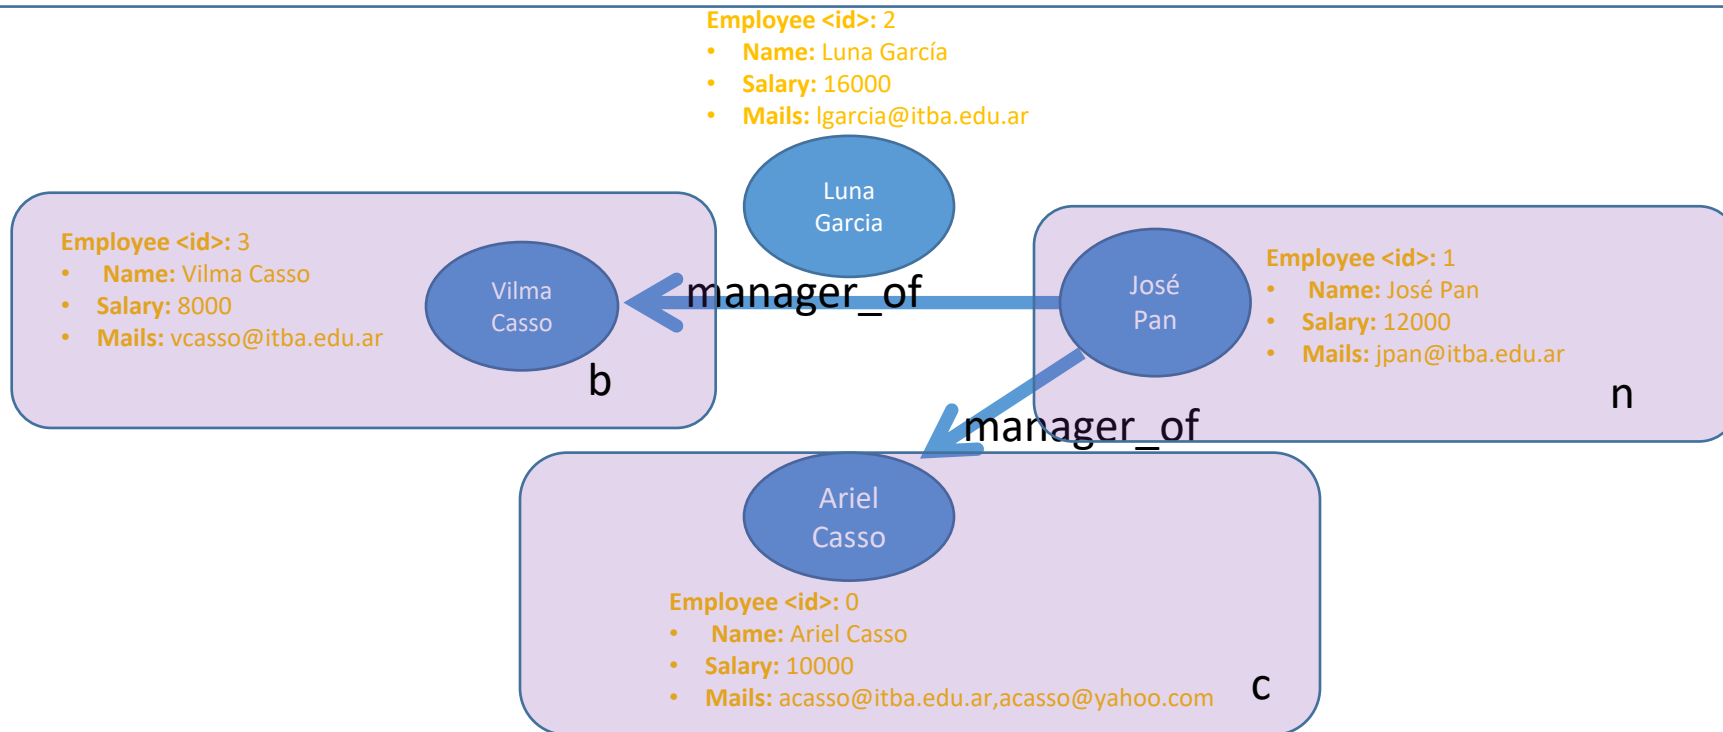 Employee <id>: 2
• Name: Luna García
• Salary: 16000
• Mails: lgarcia@itba.edu.ar
Luna
Garcia
Employee <id>: 3
• Name: Vilma Casso
• Salary: 8000
• Mails: vcasso@itba.edu.ar
Vilma
Casso
b
manager_of
José
Pan
Employee <id>: 1
• Name: José Pan
• Salary: 12000
• Mails: jpan@itba.edu.ar
n
manager_of
Ariel
Casso
Employee <id>: 0
• Name: Ariel Casso
• Salary: 10000
• Mails: acasso@itba.edu.ar,acasso@yahoo.com
c